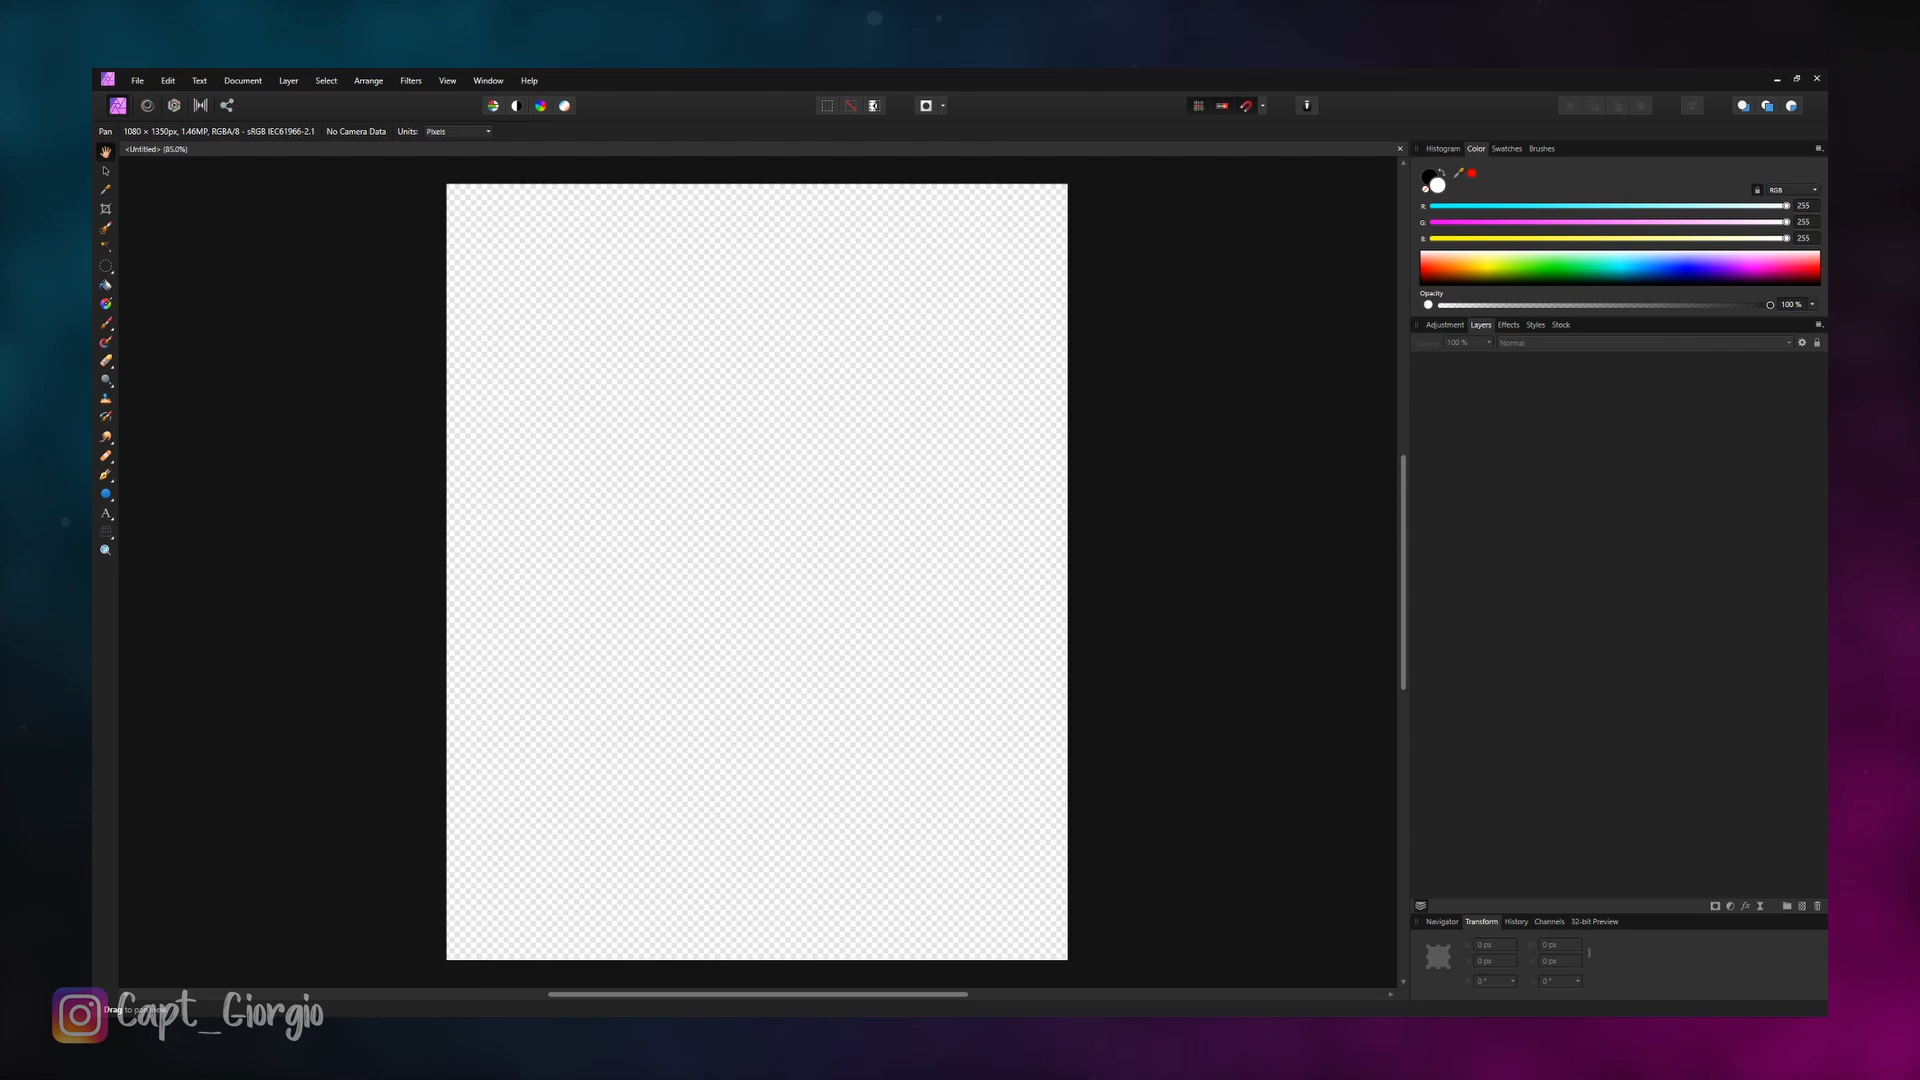 File Edit Text Document Layer Select Arrange Filters View Window Help
Pan 1080 × 1350px, 1.46MP, RGBA/8 - sRGB IEC61966-2.1 No Camera Data Units: Pixels
<Untitled> (85.0%)
Histogram Color Swatches Brushes
RGB
R: 255
G: 255
B: 255
Opacity
100 %
Adjustment Layers Effects Styles Stock
Opacity: 100 % Normal
fx
A
Navigator Transform History Channels 32-bit Preview
X: 0 px W: 0 px
Y: 0 px H: 0 px
R: 0 ° S: 0 °
Drag to pan view.
Capt_Giorgio